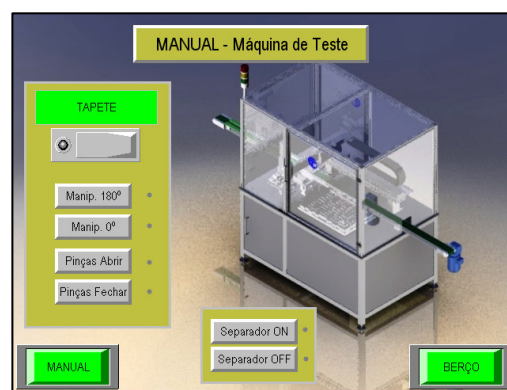 MANUAL - Máquina de Teste
TAPETE
Manip. 180º
Manip. 0º
Pinças Abrir
Pinças Fechar
Separador ON
Separador OFF
MANUAL
BERÇO